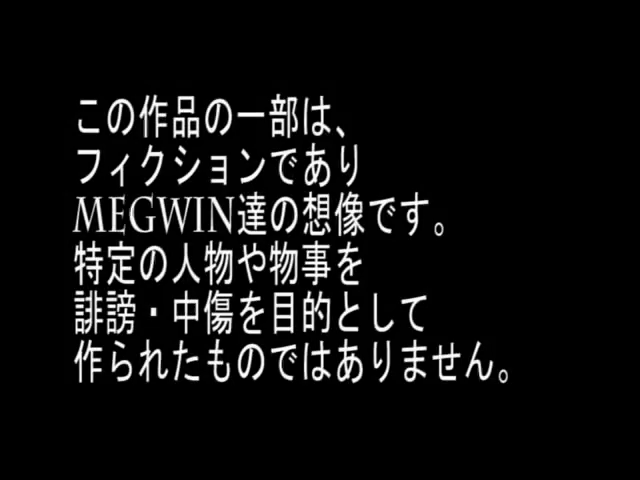 この作品の一部は、
フィクションであり
MEGWIN達の想像です。
特定の人物や物事を
誹謗・中傷を目的として
作られたものではありません。